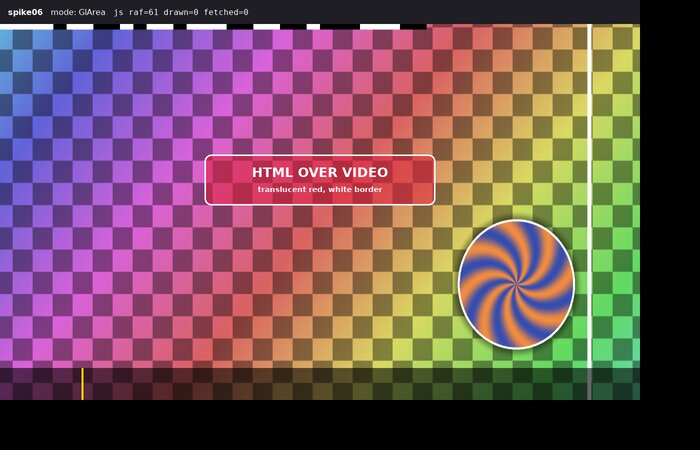 spike06 mode: GlArea js raf=61 drawn=0 fetched=0
HTML OVER VIDEO
translucent red, white border